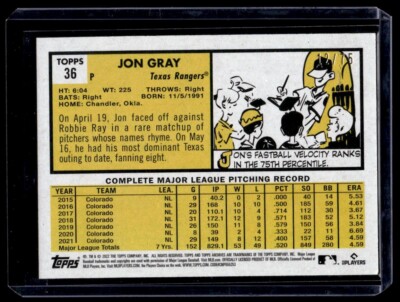 TOPPS
36
P
JON GRAY
Texas Rangers®
HT: 6:04 WT: 225 THROWS: Right
BATS: Right BORN: 11/5/1991
HOME: Chandler, Okla.
On April 19, Jon faced off against
Robbie Ray in a rare matchup of
pitchers whose names rhyme. On May
16, he had his most dominant Texas
outing to date, fanning eight.
JON'S FASTBALL VELOCITY RANKS
IN THE 75TH PERCENTILE.
COMPLETE MAJOR LEAGUE PITCHING RECORD
YEAR TEAM LEA. G IP W L PCT SO BB ERA
2015 Colorado NL 9 40.2 0 2 .000 40 14 5.53
2016 Colorado NL 29 168 10 10 .500 185 59 4.61
2017 Colorado NL 20 110.1 10 4 .714 112 30 3.67
2018 Colorado NL 31 172.1 12 9 .571 183 52 5.12
2019 Colorado NL 26 150 11 8 .579 150 56 3.84
2020 Colorado NL 8 39 2 4 .333 22 11 6.69
2021 Colorado NL 29 149 8 12 .400 157 58 4.59
Major League Totals 7 Yrs. 152 829.1 53 49 .520 849 280 4.59
Topps